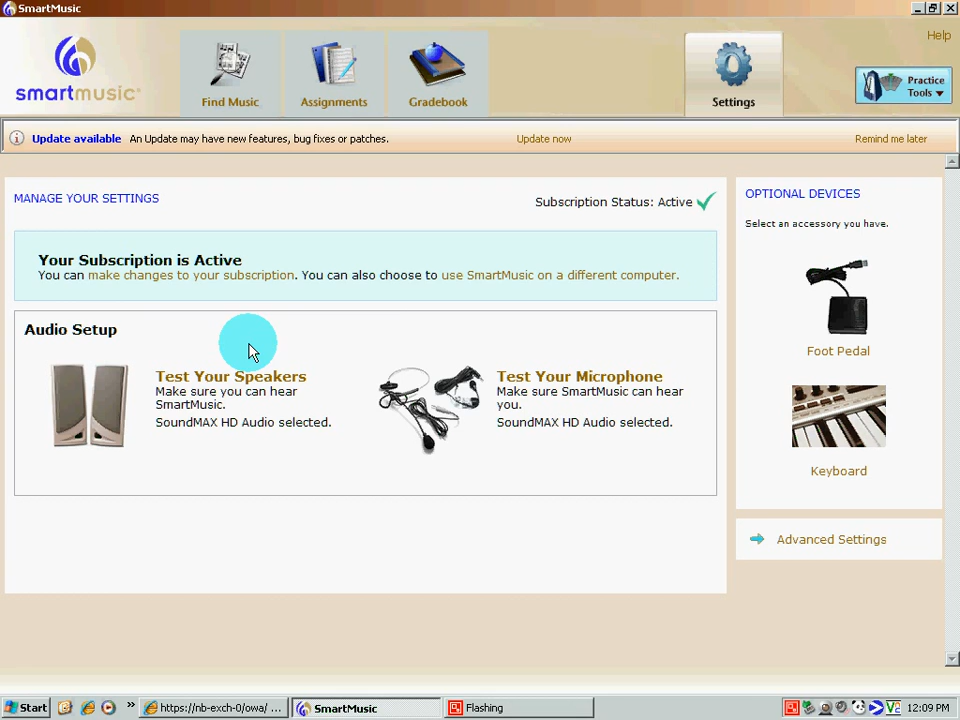 SmartMusic
Help
smartmusic
Find Music
Assignments
Gradebook
Settings
Practice
Tools
Update available An Update may have new features, bug fixes or patches. Update now Remind me later
MANAGE YOUR SETTINGS
Subscription Status: Active
Your Subscription is Active
You can make changes to your subscription. You can also choose to use SmartMusic on a different computer.
Audio Setup
Test Your Speakers
Make sure you can hear
SmartMusic.
SoundMAX HD Audio selected.
Test Your Microphone
Make sure SmartMusic can hear
you.
SoundMAX HD Audio selected.
OPTIONAL DEVICES
Select an accessory you have.
Foot Pedal
Keyboard
Advanced Settings
Start
https://nb-exch-0/owa/ ...
SmartMusic
Flashing
12:09 PM